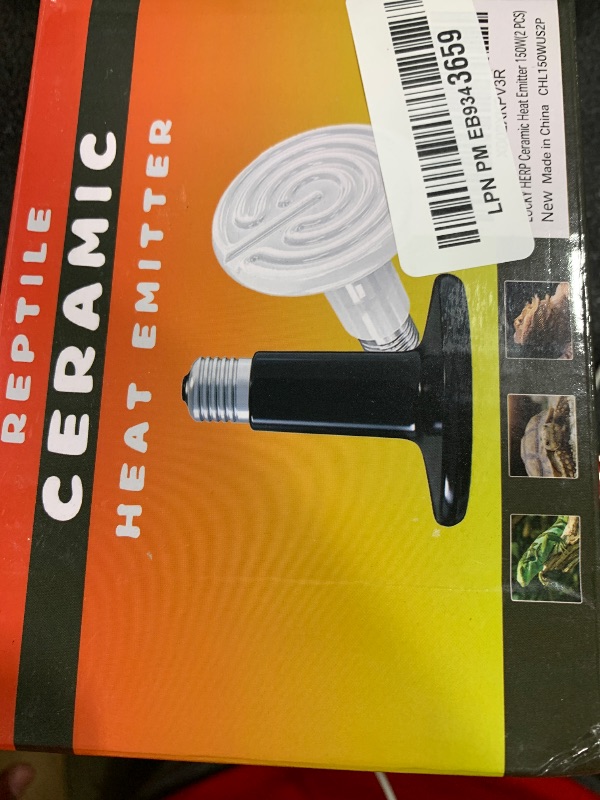 REPTILE
CERAMIC
HEAT EMITTER
LPN PM EB9343659
HERP Ceramic Heat Emitter 150W(2 PCS)
New Made in China CHL150WUS2P